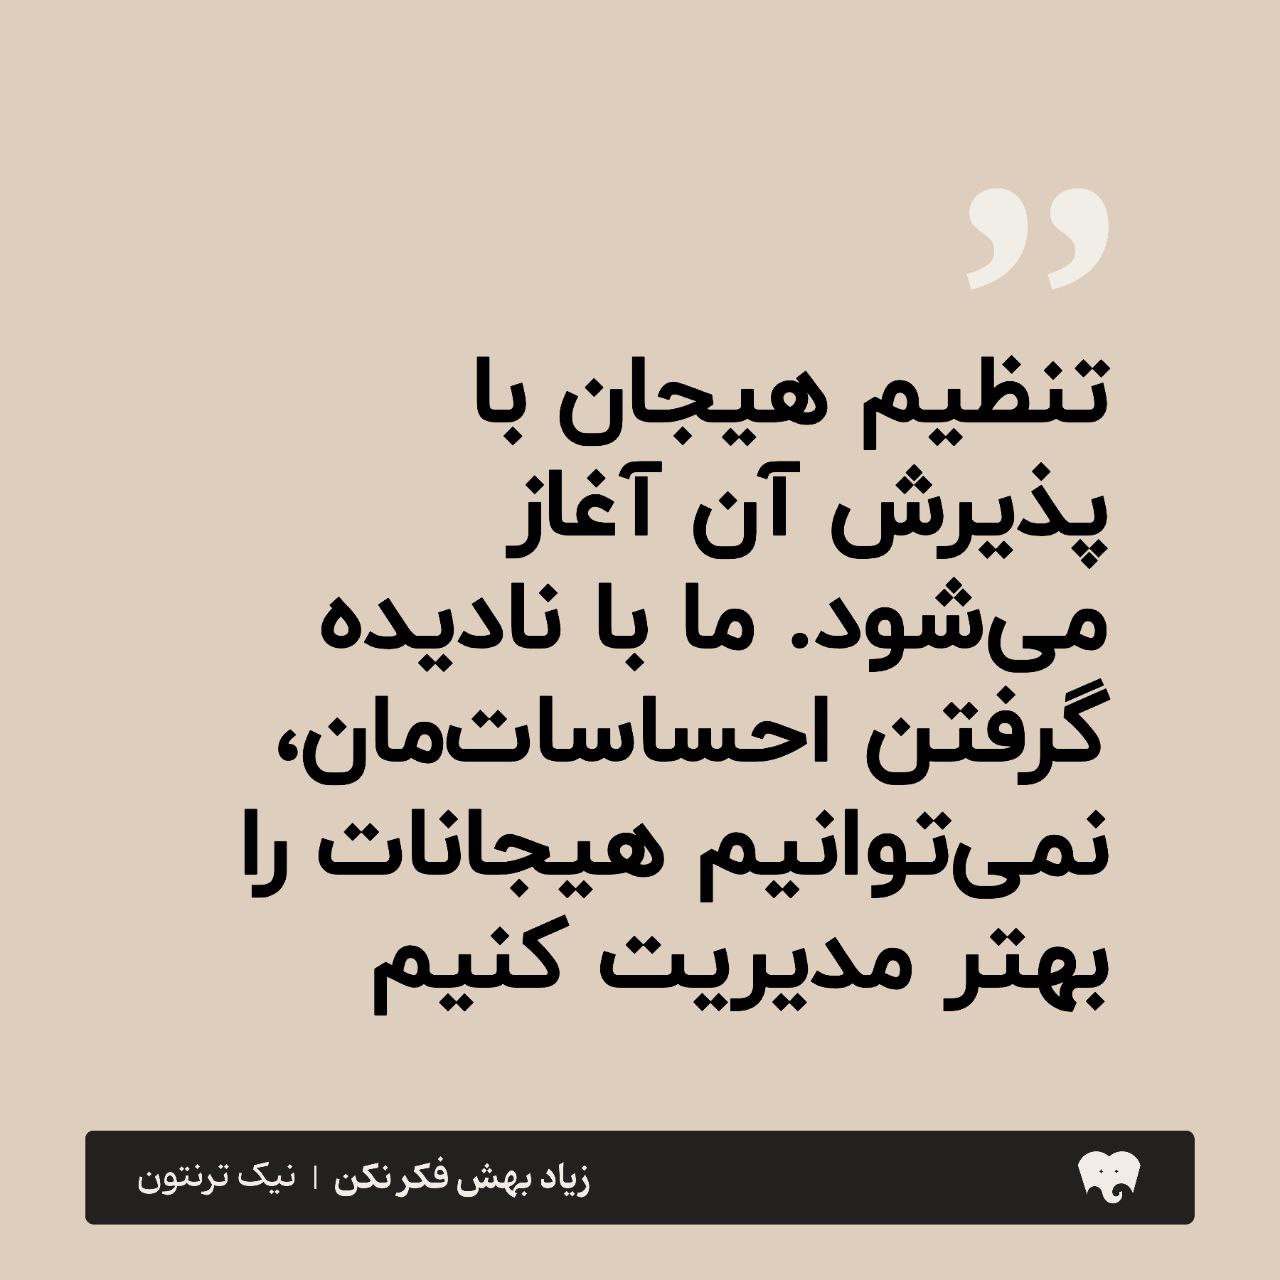 ”
تنظیم هیجان با
پذیرش آن آغاز
می‌شود. ما با نادیده
گرفتن احساسات‌مان،
نمی‌توانیم هیجانات را
بهتر مدیریت کنیم
زیاد بهش فکر نکن | نیک ترنتون